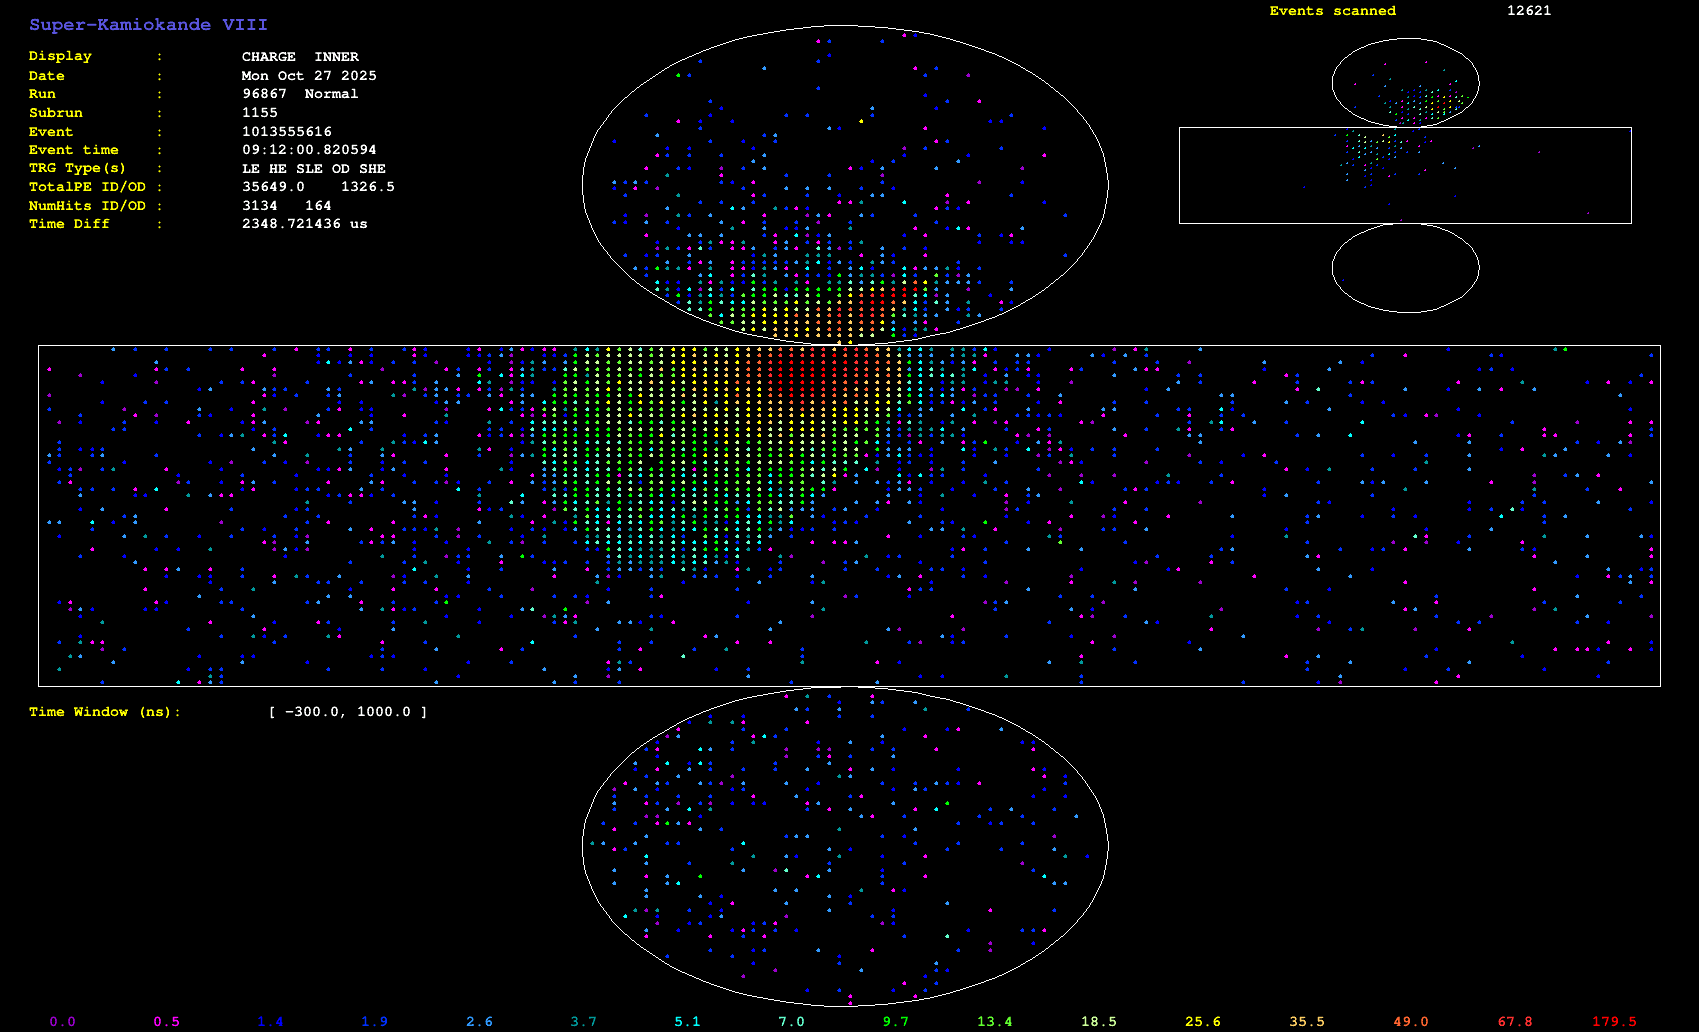 Super-Kamiokande VIII
Display : CHARGE INNER
Date : Mon Oct 27 2025
Run : 96867 Normal
Subrun : 1155
Event : 1013555616
Event time : 09:12:00.820594
TRG Type(s) : LE HE SLE OD SHE
TotalPE ID/OD : 35649.0 1326.5
NumHits ID/OD : 3134 164
Time Diff : 2348.721436 us
Events scanned 12621
Time Window (ns): [ -300.0, 1000.0 ]
0.0 0.5 1.4 1.9 2.6 3.7 5.1 7.0 9.7 13.4 18.5 25.6 35.5 49.0 67.8 179.5